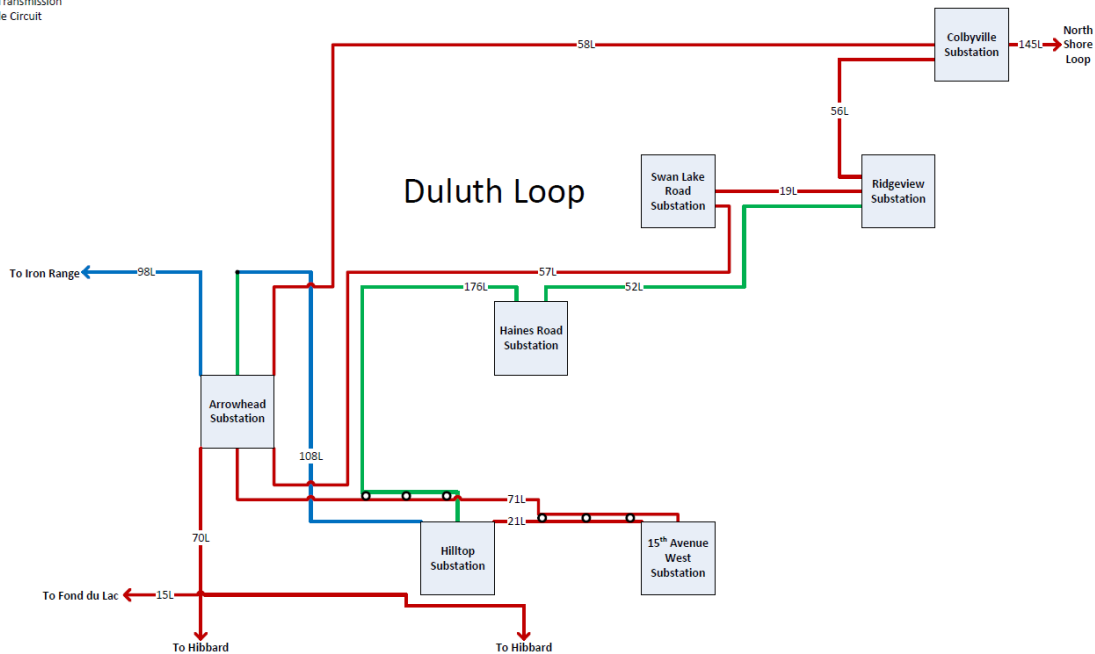 Transmission
le Circuit
58L
Colbyville
Substation
145L
North
Shore
Loop
56L
Duluth Loop
Swan Lake
Road
Substation
19L
Ridgeview
Substation
To Iron Range
98L
57L
176L
52L
Haines Road
Substation
Arrowhead
Substation
108L
71L
21L
70L
Hilltop
Substation
15th Avenue
West
Substation
To Fond du Lac
15L
To Hibbard
To Hibbard